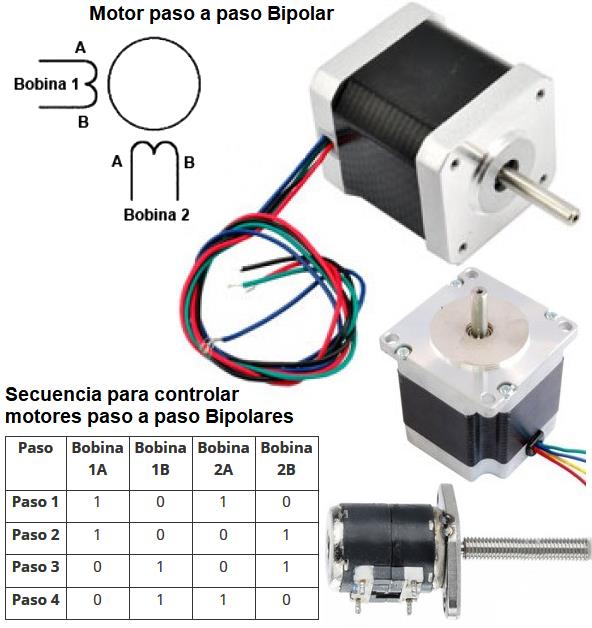 Motor paso a paso Bipolar
A
Bobina 1
B
A B
Bobina 2
Secuencia para controlar
motores paso a paso Bipolares
Paso Bobina 1A Bobina 1B Bobina 2A Bobina 2B
Paso 1 1 0 1 0
Paso 2 1 0 0 1
Paso 3 0 1 0 1
Paso 4 0 1 1 0